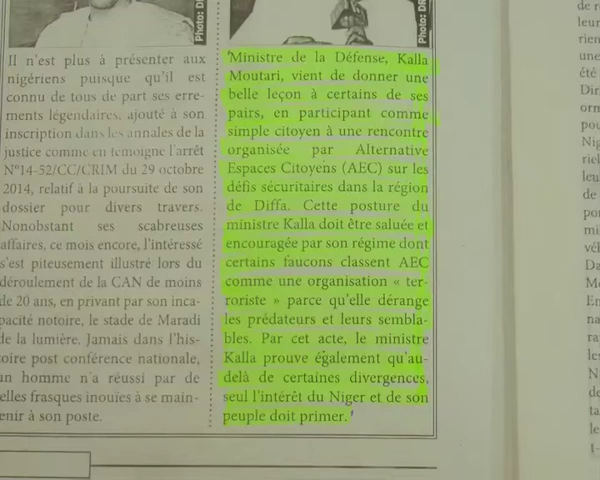 Photo: DR
Il n'est plus à présenter aux
nigériens puisque qu'il est
connu de tous de part ses erre-
ments légendaires, ajouté à son
inscription dans les annales de la
justice comme en temoigne l'arrêt
N°14-52/CC/CRIM du 29 octobre
2014, relatif à la poursuite de son
dossier pour divers travers.
Nonobstant ses scabreuses
affaires, ce mois encore, l'intéressé
s'est piteusement illustré lors du
déroulement de la CAN de moins
de 20 ans, en privant par son inca-
pacité notoire, le stade de Maradi
de la lumière. Jamais dans l'his-
toire post conférence nationale,
un homme n'a réussi par de
elles frasques inouïes à se main-
enir à son poste.
Photo: DR
Ministre de la Défense, Kalla
Moutari, vient de donner une
belle leçon à certains de ses
pairs, en participant comme
simple citoyen à une rencontre
organisée par Alternative
Espaces Citoyens (AEC) sur les
défis sécuritaires dans la région
de Diffa. Cette posture du
ministre Kalla doit être saluée et
encouragée par son régime dont
certains faucons classent AEC
comme une organisation « ter-
roriste » parce qu'elle dérange
les prédateurs et leurs sembla-
bles. Par cet acte, le ministre
Kalla prouve également qu'au-
delà de certaines divergences,
seul l'intérêt du Niger et de son
peuple doit primer.